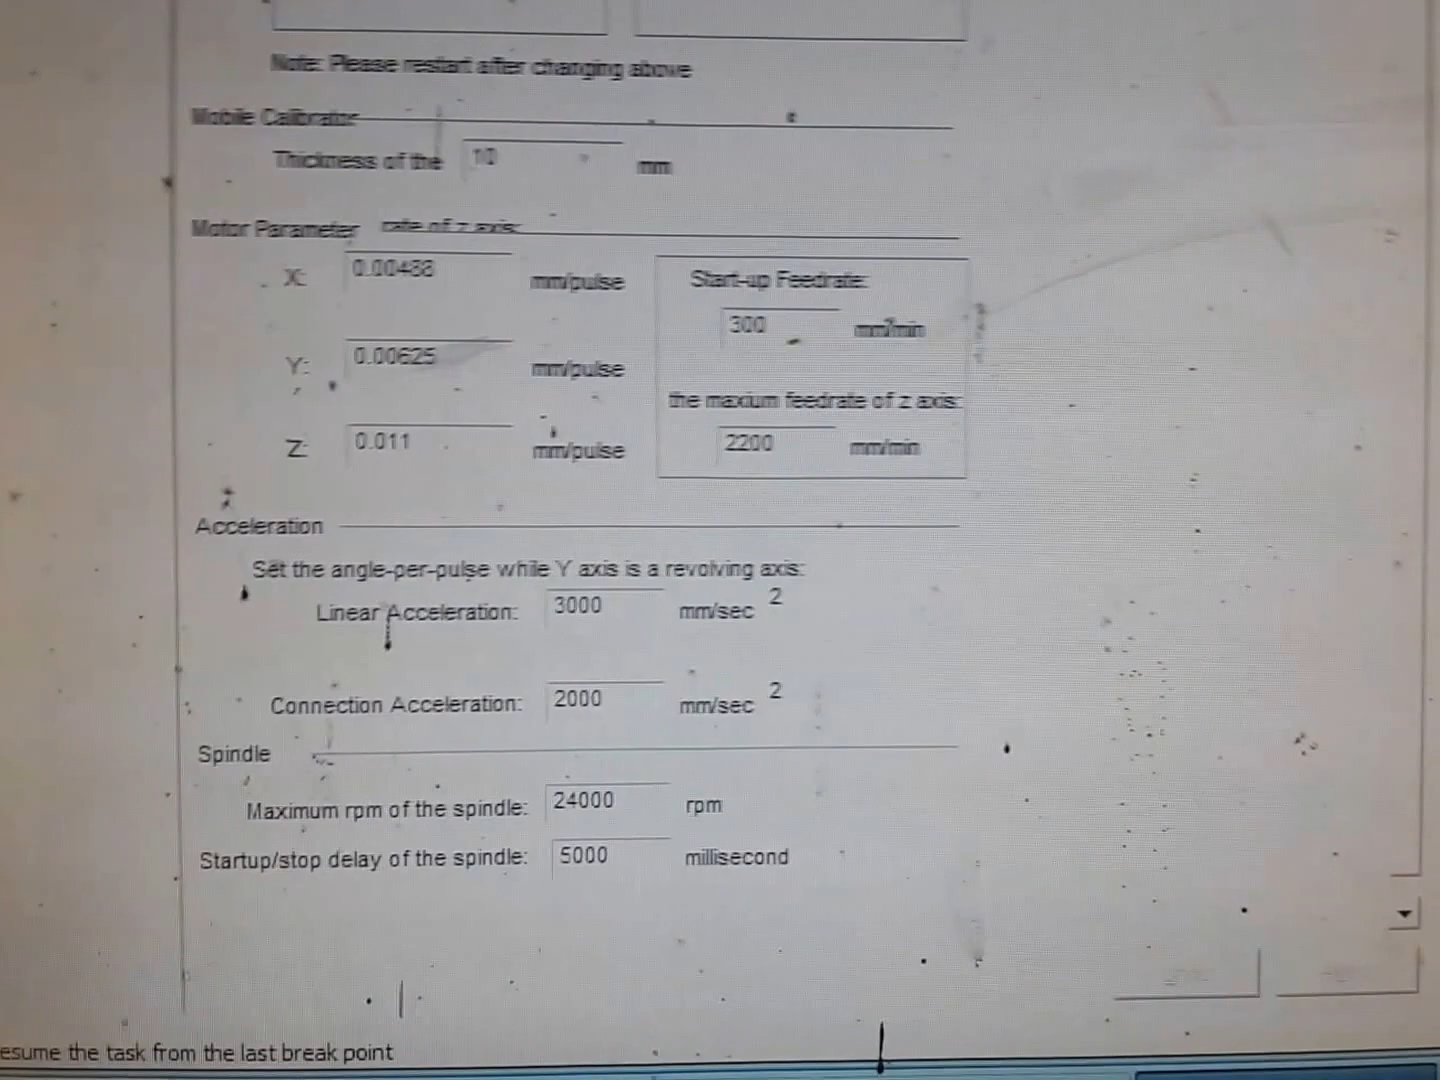 Note: Please restart after changing above
Mobile Calibrator
Thickness of the 10 mm
Motor Parameter rate of z axis:
X: 0.00488 mm/pulse
Start-up Feedrate:
300 mm/min
Y: 0.00625 mm/pulse
the maxium feedrate of z axis:
Z: 0.011 mm/pulse
2200 mm/min
Acceleration
Set the angle-per-pulse while Y axis is a revolving axis:
Linear Acceleration: 3000 mm/sec 2
Connection Acceleration: 2000 mm/sec 2
Spindle
Maximum rpm of the spindle: 24000 rpm
Startup/stop delay of the spindle: 5000 millisecond
esume the task from the last break point